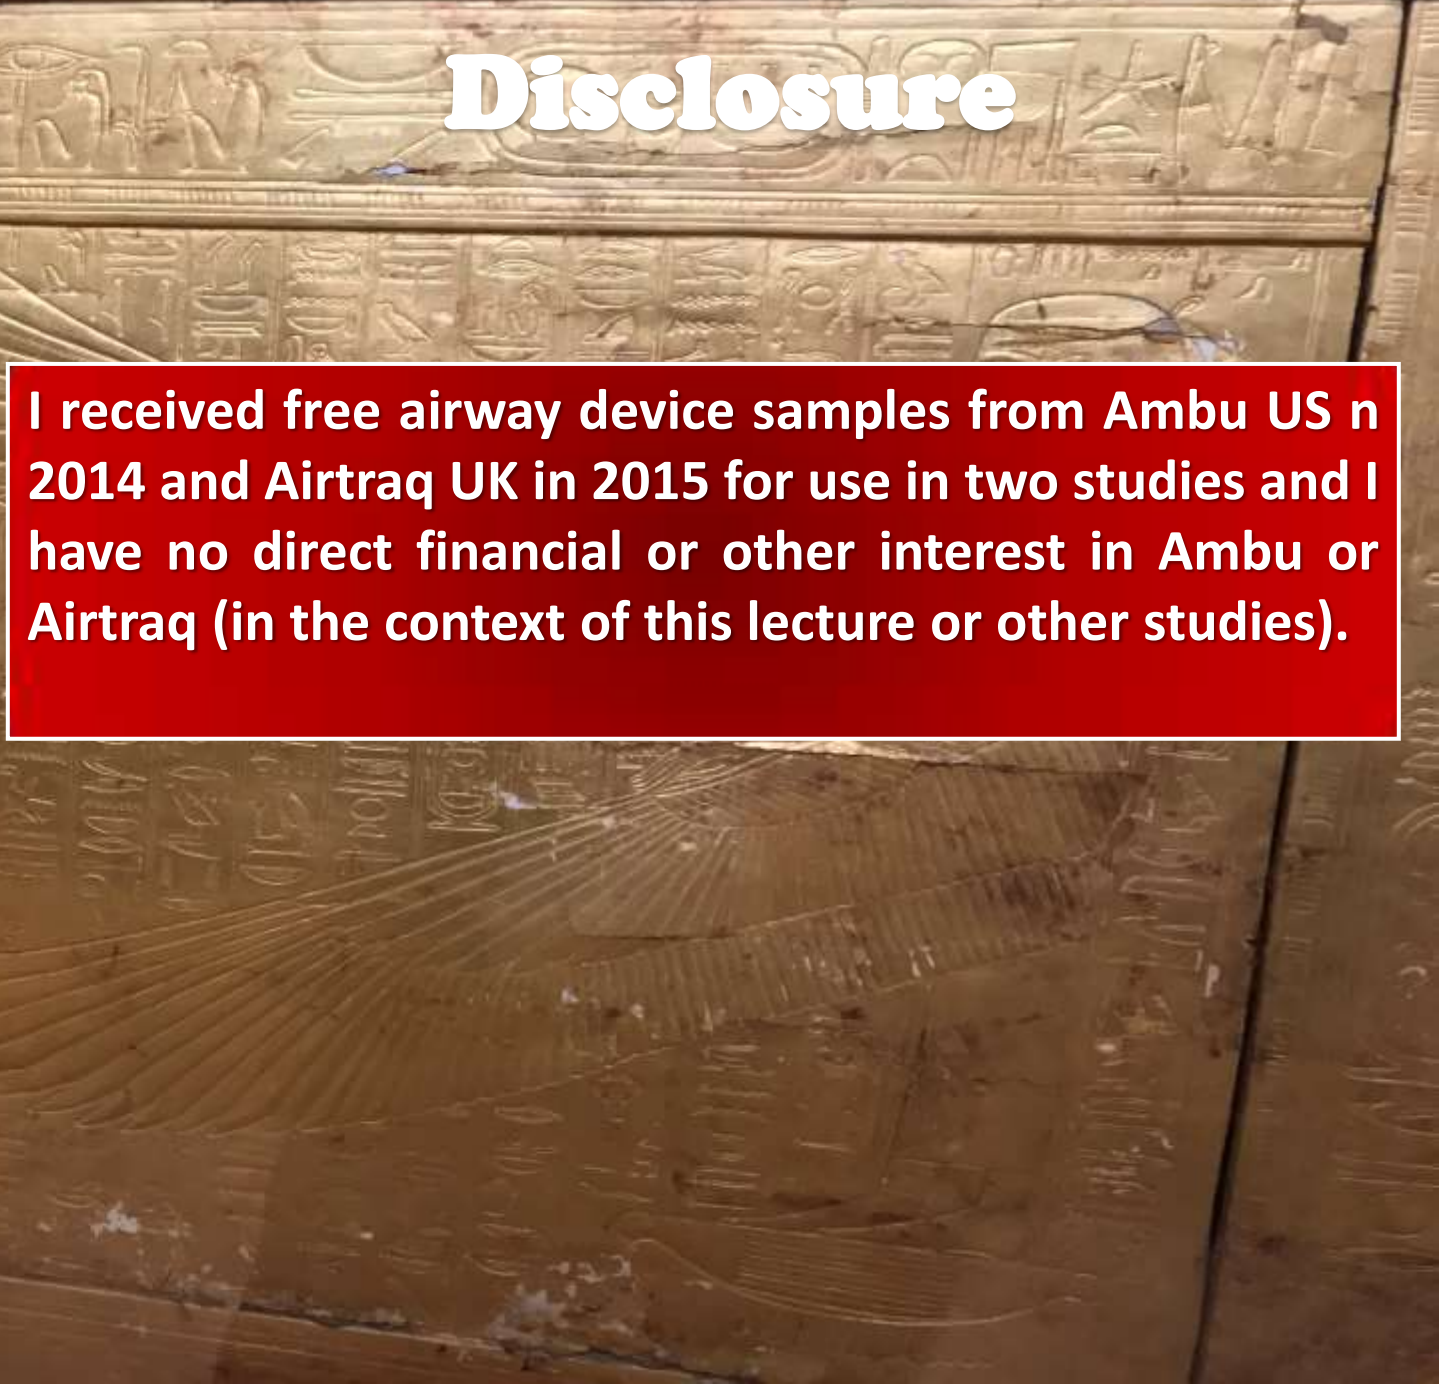 Disclosure
I received free airway device samples from Ambu US n
2014 and Airtraq UK in 2015 for use in two studies and I
have no direct financial or other interest in Ambu or
Airtraq (in the context of this lecture or other studies).